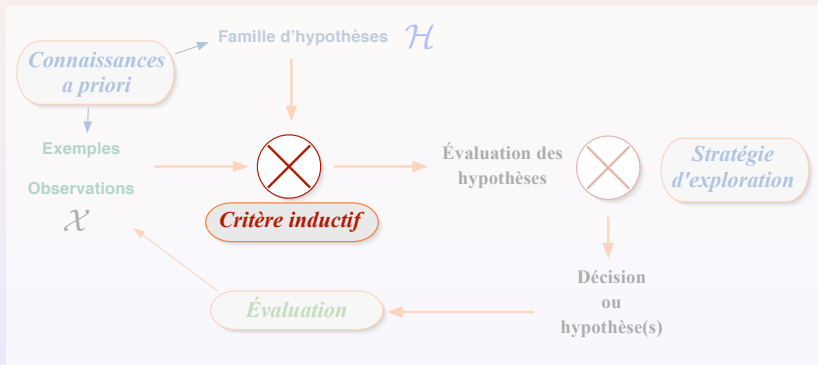 Famille d'hypothèses ℋ
Connaissances
a priori
Exemples
Observations
𝒳
Critère inductif
Évaluation des
hypothèses
Stratégie
d'exploration
Décision
ou
hypothèse(s)
Évaluation